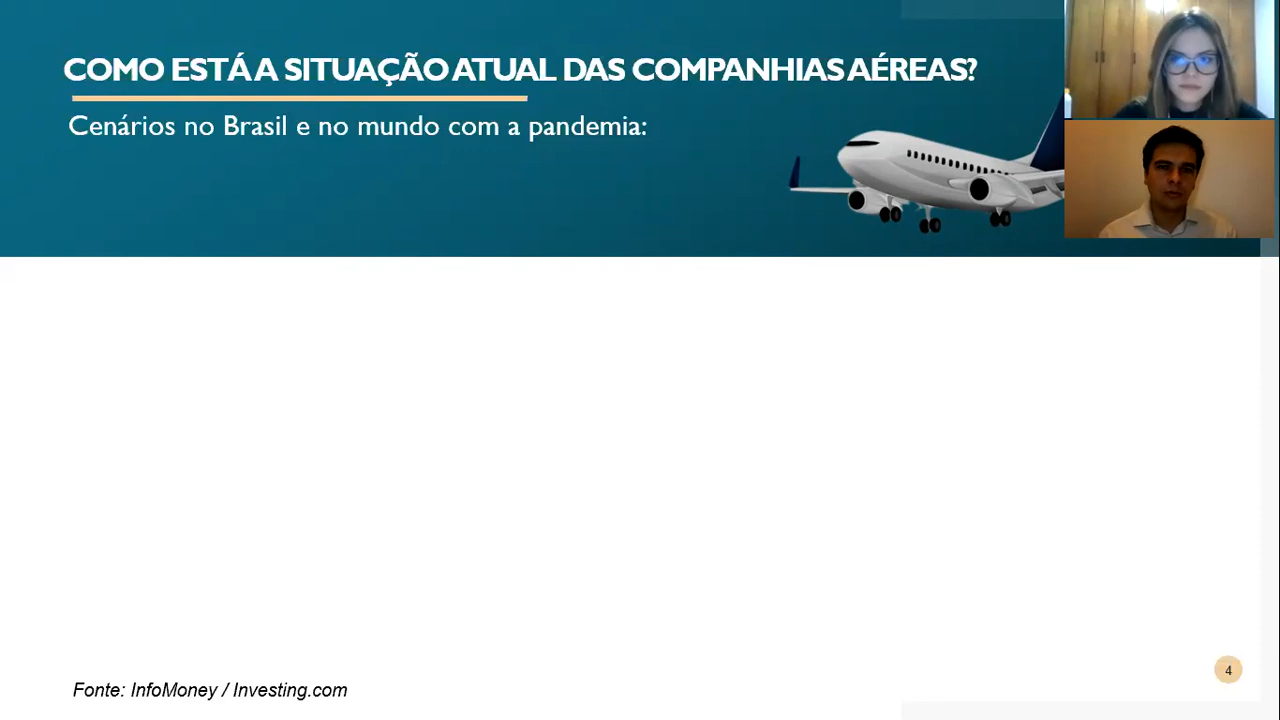 COMO ESTÁ A SITUAÇÃO ATUAL DAS COMPANHIAS AÉREAS?
Cenários no Brasil e no mundo com a pandemia:
4
Fonte: InfoMoney / Investing.com